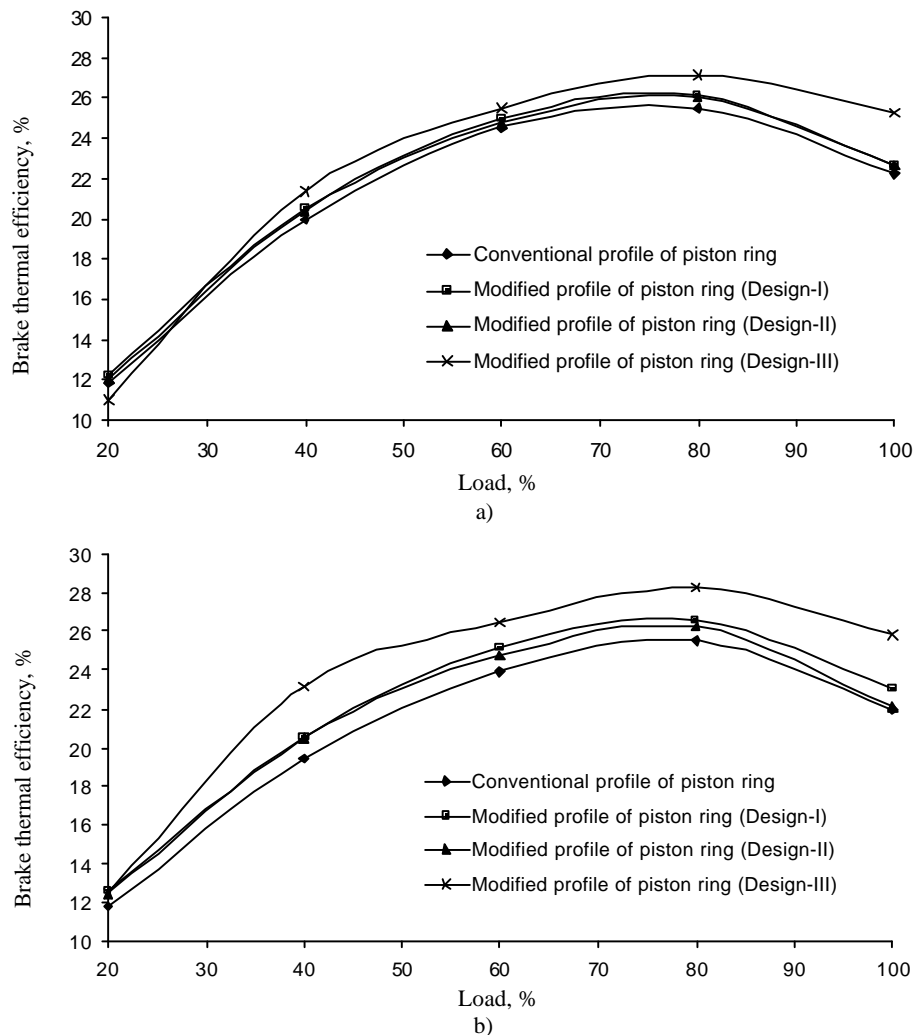 30
28
26
24
22
20
18
16
14
12
10
Brake thermal efficiency, %
Conventional profile of piston ring
Modified profile of piston ring (Design-I)
Modified profile of piston ring (Design-II)
Modified profile of piston ring (Design-III)
20 30 40 50 60 70 80 90 100
Load, %
a)
30
28
26
24
22
20
18
16
14
12
10
Brake thermal efficiency, %
Conventional profile of piston ring
Modified profile of piston ring (Design-I)
Modified profile of piston ring (Design-II)
Modified profile of piston ring (Design-III)
20 30 40 50 60 70 80 90 100
Load, %
b)